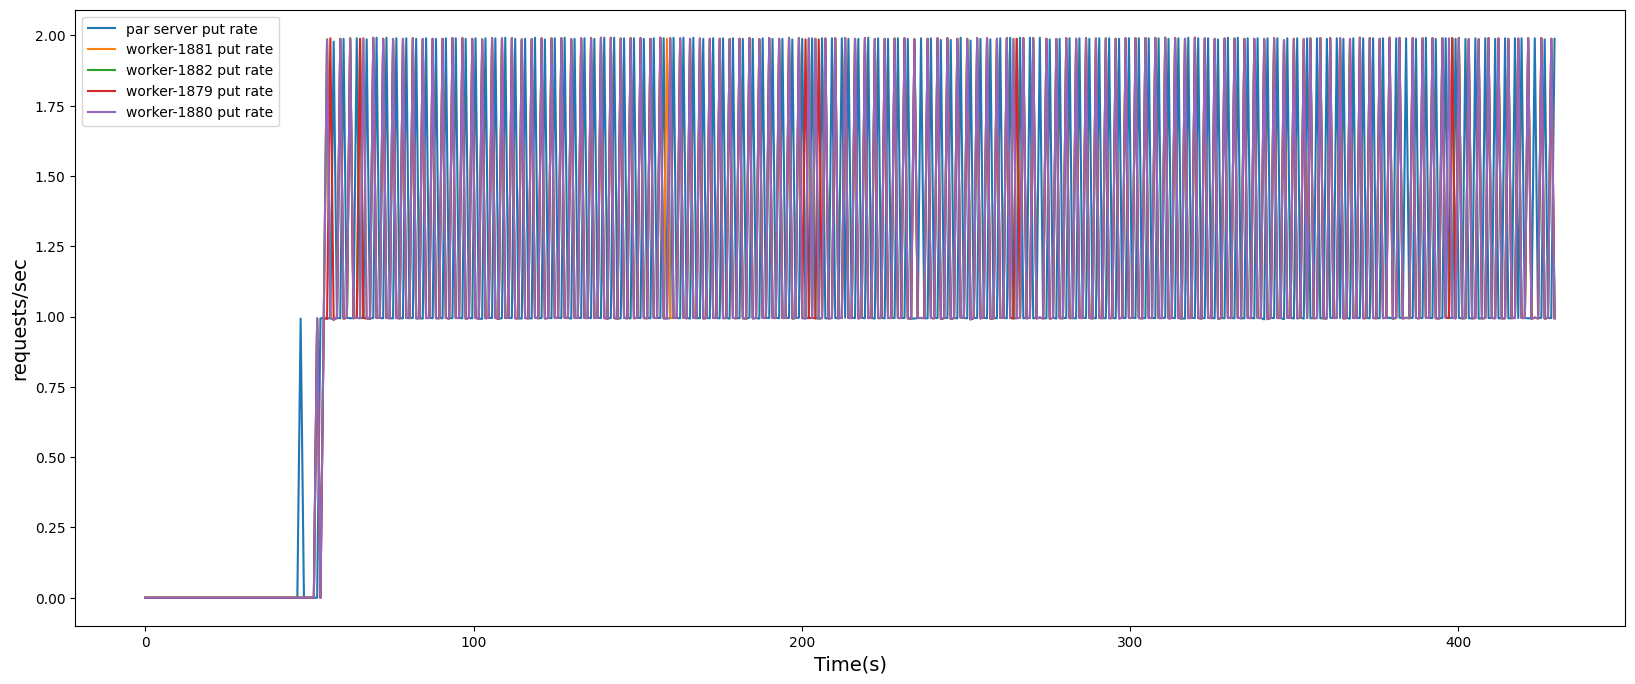 par server put rate
worker-1881 put rate
worker-1882 put rate
worker-1879 put rate
worker-1880 put rate
2.00
1.75
1.50
1.25
1.00
0.75
0.50
0.25
0.00
requests/sec
0 100 200 300 400
Time(s)